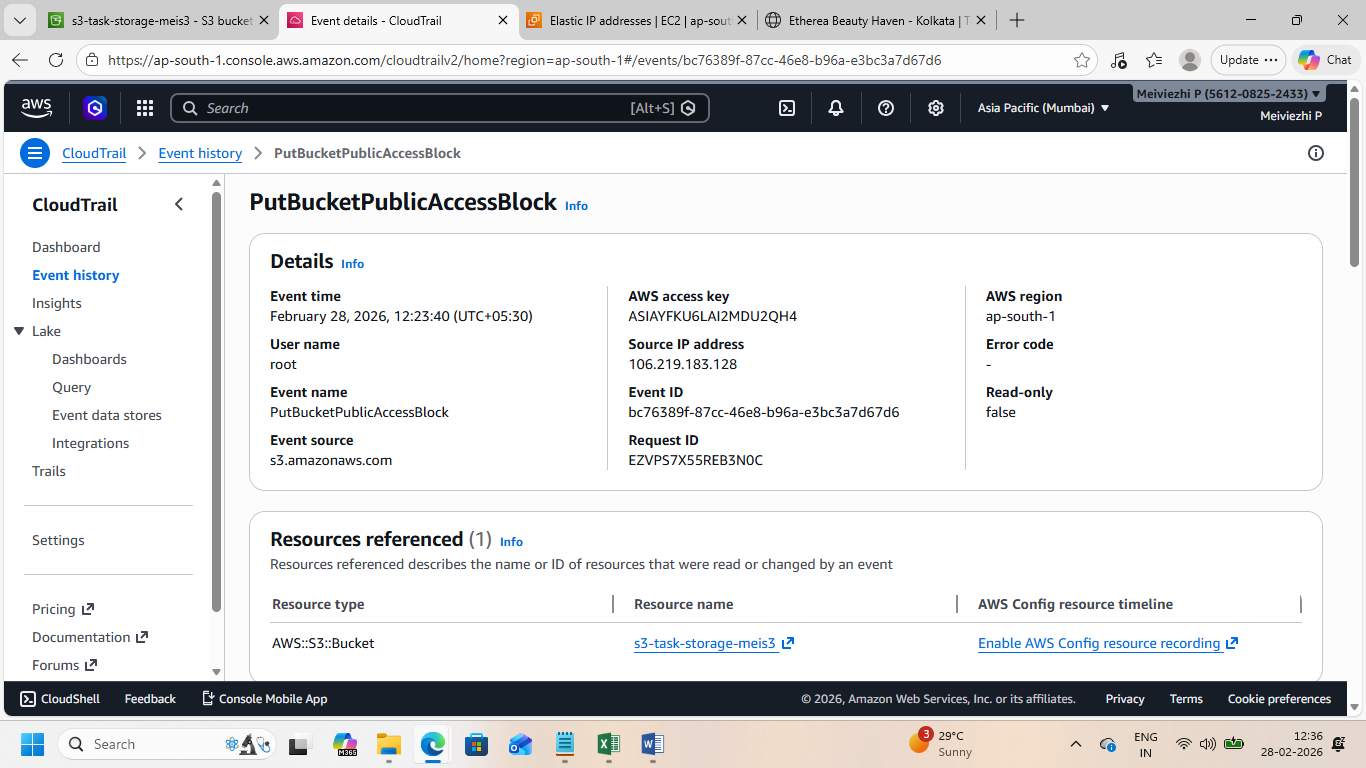 s3-task-storage-meis3 - S3 bucket
Event details - CloudTrail
Elastic IP addresses | EC2 | ap-sout
Etherea Beauty Haven - Kolkata | T
https://ap-south-1.console.aws.amazon.com/cloudtrailv2/home?region=ap-south-1#/events/bc76389f-87cc-46e8-b96a-e3bc3a7d67d6
Update
Chat
aws
Search
[Alt+S]
Asia Pacific (Mumbai)
Meiviezhi P (5612-0825-2433)
Meiviezhi P
CloudTrail
Event history
PutBucketPublicAccessBlock
CloudTrail
Dashboard
Event history
Insights
Lake
Dashboards
Query
Event data stores
Integrations
Trails
Settings
Pricing
Documentation
Forums
PutBucketPublicAccessBlock Info
Details Info
Event time
February 28, 2026, 12:23:40 (UTC+05:30)
User name
root
Event name
PutBucketPublicAccessBlock
Event source
s3.amazonaws.com
AWS access key
ASIAYFKU6LAI2MDU2QH4
Source IP address
106.219.183.128
Event ID
bc76389f-87cc-46e8-b96a-e3bc3a7d67d6
Request ID
EZVPS7X55REB3N0C
AWS region
ap-south-1
Error code
-
Read-only
false
Resources referenced (1) Info
Resources referenced describes the name or ID of resources that were read or changed by an event
Resource type
Resource name
AWS Config resource timeline
AWS::S3::Bucket
s3-task-storage-meis3
Enable AWS Config resource recording
CloudShell
Feedback
Console Mobile App
© 2026, Amazon Web Services, Inc. or its affiliates.
Privacy
Terms
Cookie preferences
Search
M365
3
29°C
Sunny
ENG
IN
12:36
28-02-2026